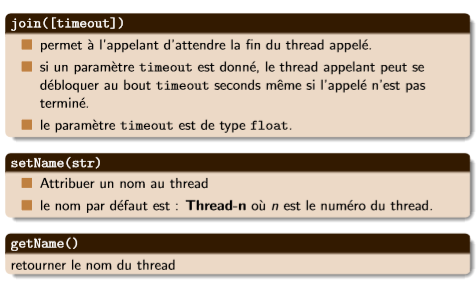 join([timeout])
permet à l'appelant d'attendre la fin du thread appelé.
si un paramètre timeout est donné, le thread appelant peut se
débloquer au bout timeout seconds même si l'appelé n'est pas
terminé.
le paramètre timeout est de type float.
setName(str)
Attribuer un nom au thread
le nom par défaut est : Thread-n où n est le numéro du thread.
getName()
retourner le nom du thread